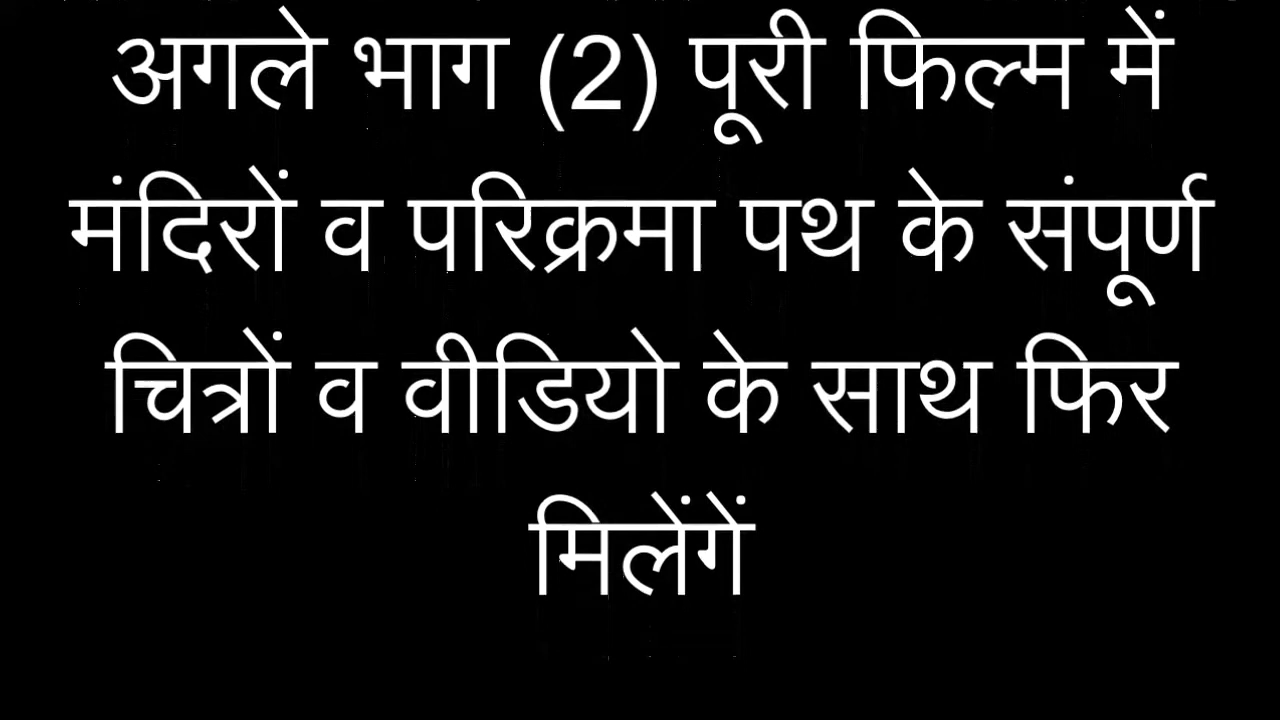 अगले भाग (2) पूरी फिल्म में
मंदिरों व परिक्रमा पथ के संपूर्ण
चित्रों व वीडियो के साथ फिर
मिलेंगें